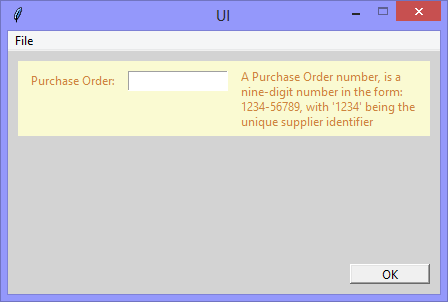 UI
File
Purchase Order:
A Purchase Order number, is a
nine-digit number in the form:
1234-56789, with '1234' being the
unique supplier identifier
OK